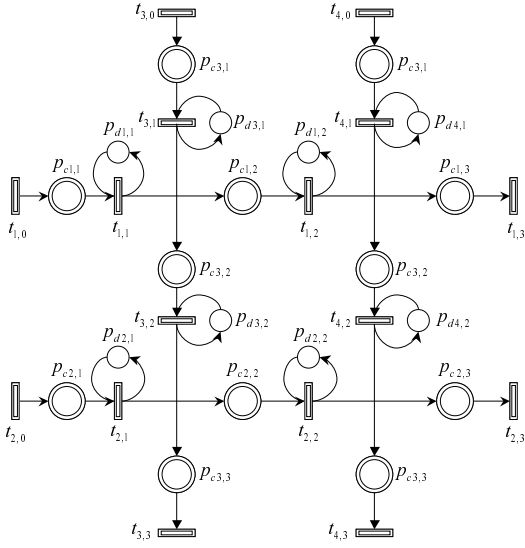 t3,0 t4,0
pc3,1 pc3,1
t3,1 pd3,1 t4,1 pd4,1
pd1,1 pd1,2
pc1,1 pc1,2 pc1,3
t1,0 t1,1 t1,2 t1,3
pc3,2 pc3,2
t3,2 pd3,2 t4,2 pd4,2
pd2,1 pd2,2
pc2,1 pc2,2 pc2,3
t2,0 t2,1 t2,2 t2,3
pc3,3 pc3,3
t3,3 t4,3